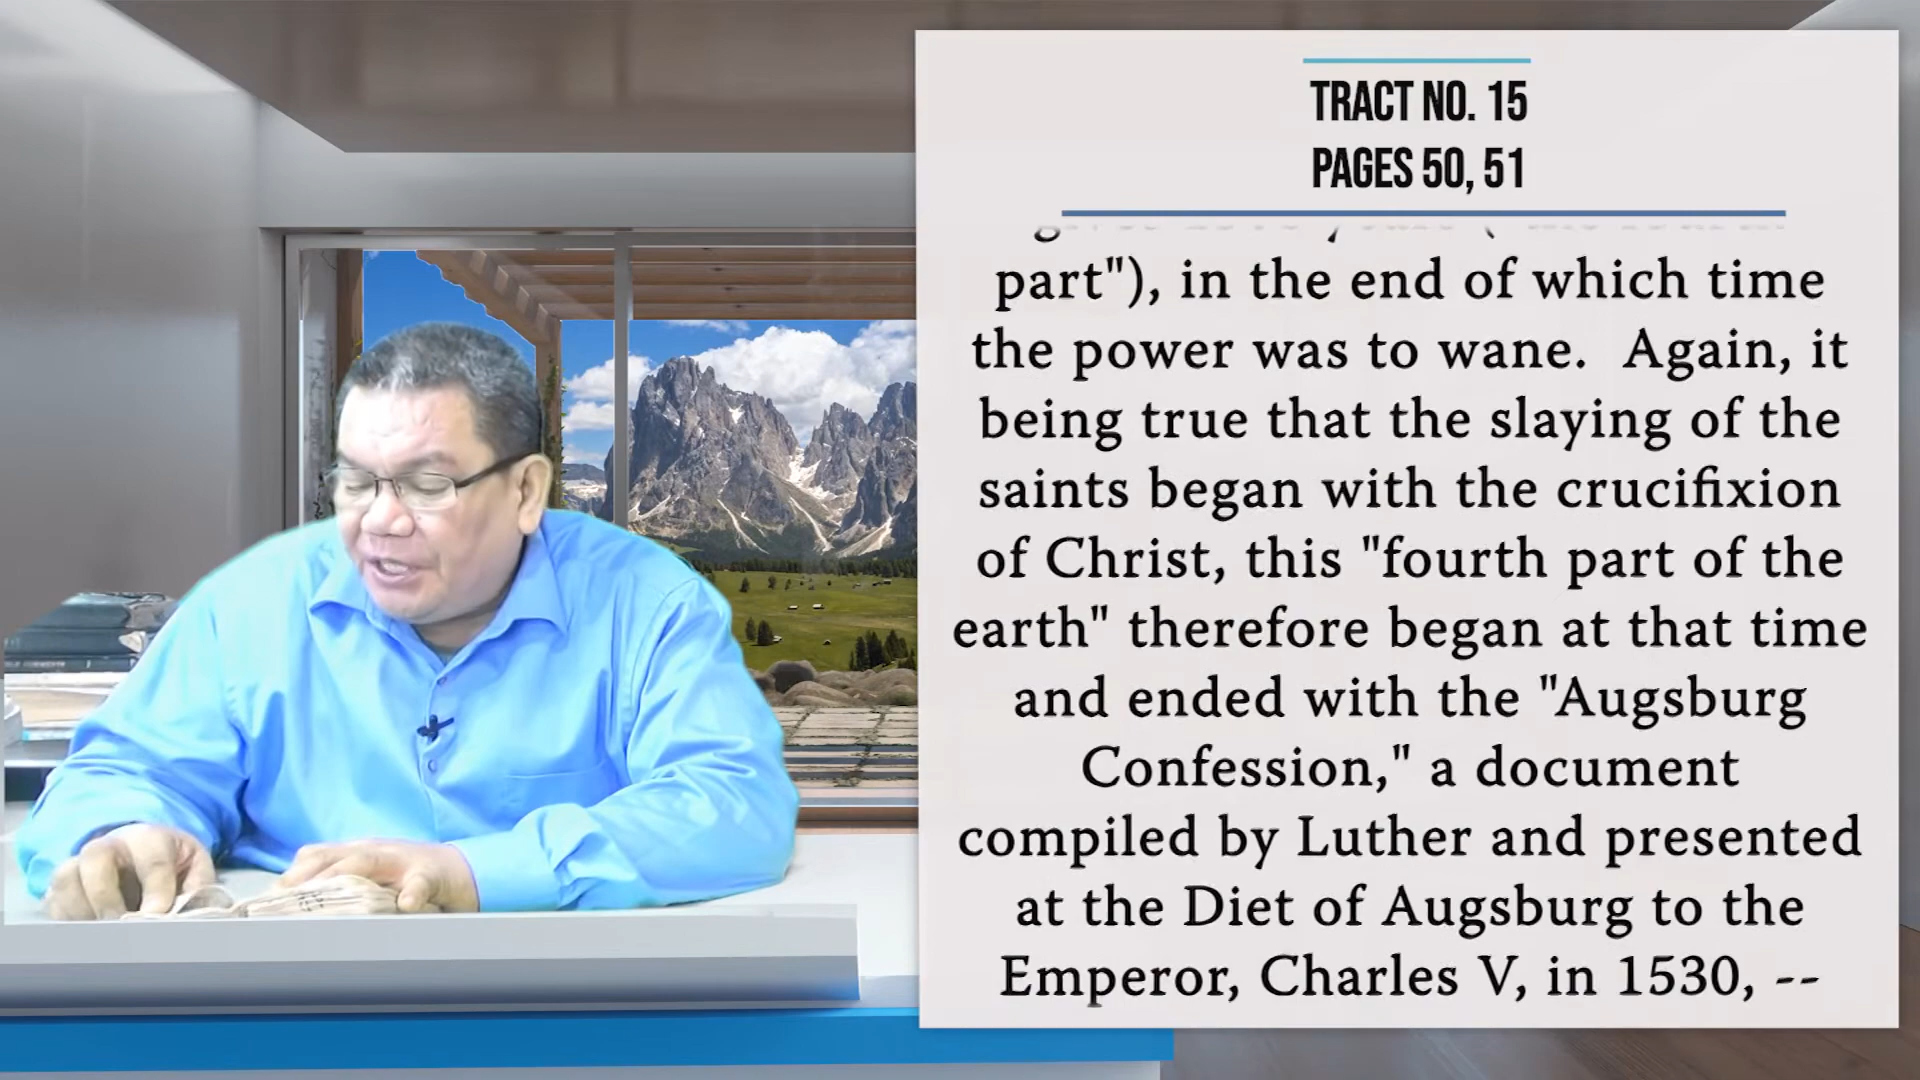 TRACT NO. 15
PAGES 50, 51
part"), in the end of which time
the power was to wane.  Again, it
being true that the slaying of the
saints began with the crucifixion
of Christ, this "fourth part of the
earth" therefore began at that time
and ended with the "Augsburg
Confession," a document
compiled by Luther and presented
at the Diet of Augsburg to the
Emperor, Charles V, in 1530, --